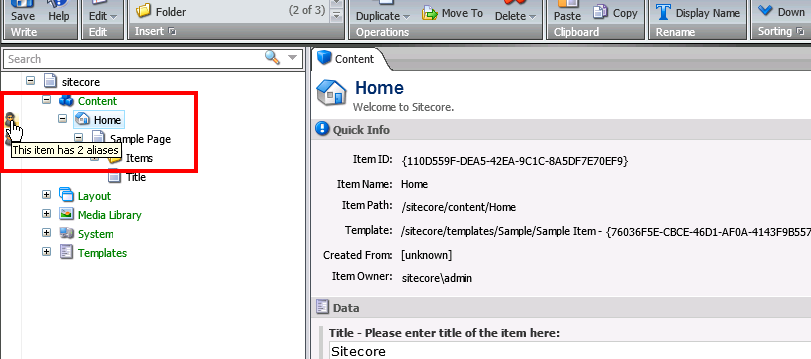 Save Help
Write
Edit
Edit
Folder (2 of 3)
Insert
Duplicate Move To Delete
Operations
Paste Copy
Clipboard
Display Name
Rename
Down
Sorting
Search
sitecore
Content
Home
Sample Page
This item has 2 aliases
Items
Title
Layout
Media Library
System
Templates
Content
Home
Welcome to Sitecore.
Quick Info
Item ID: {110D559F-DEA5-42EA-9C1C-8A5DF7E70EF9}
Item Name: Home
Item Path: /sitecore/content/Home
Template: /sitecore/templates/Sample/Sample Item - {76036F5E-CBCE-46D1-AF0A-4143F9B557
Created From: [unknown]
Item Owner: sitecore\admin
Data
Title - Please enter title of the item here:
Sitecore